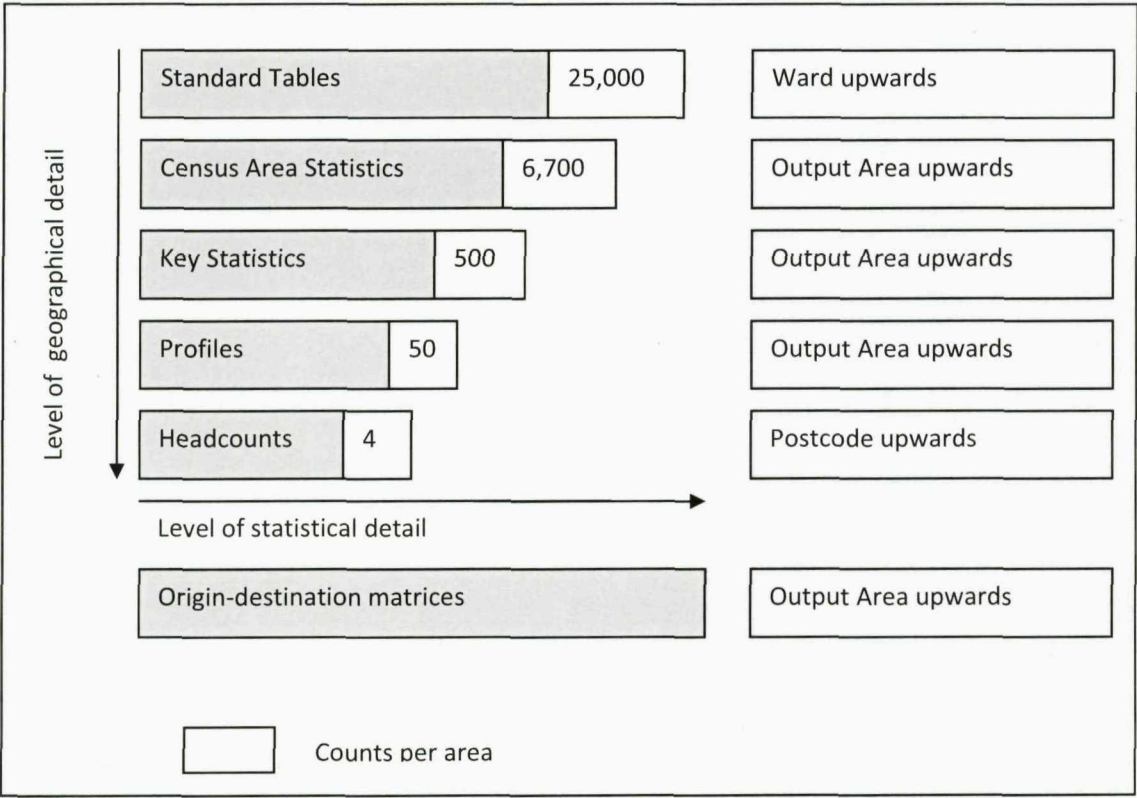 Standard Tables 25,000 Ward upwards
Census Area Statistics 6,700 Output Area upwards
Key Statistics 500 Output Area upwards
Profiles 50 Output Area upwards
Headcounts 4 Postcode upwards
Level of geographical detail
Level of statistical detail
Origin-destination matrices Output Area upwards
Counts per area